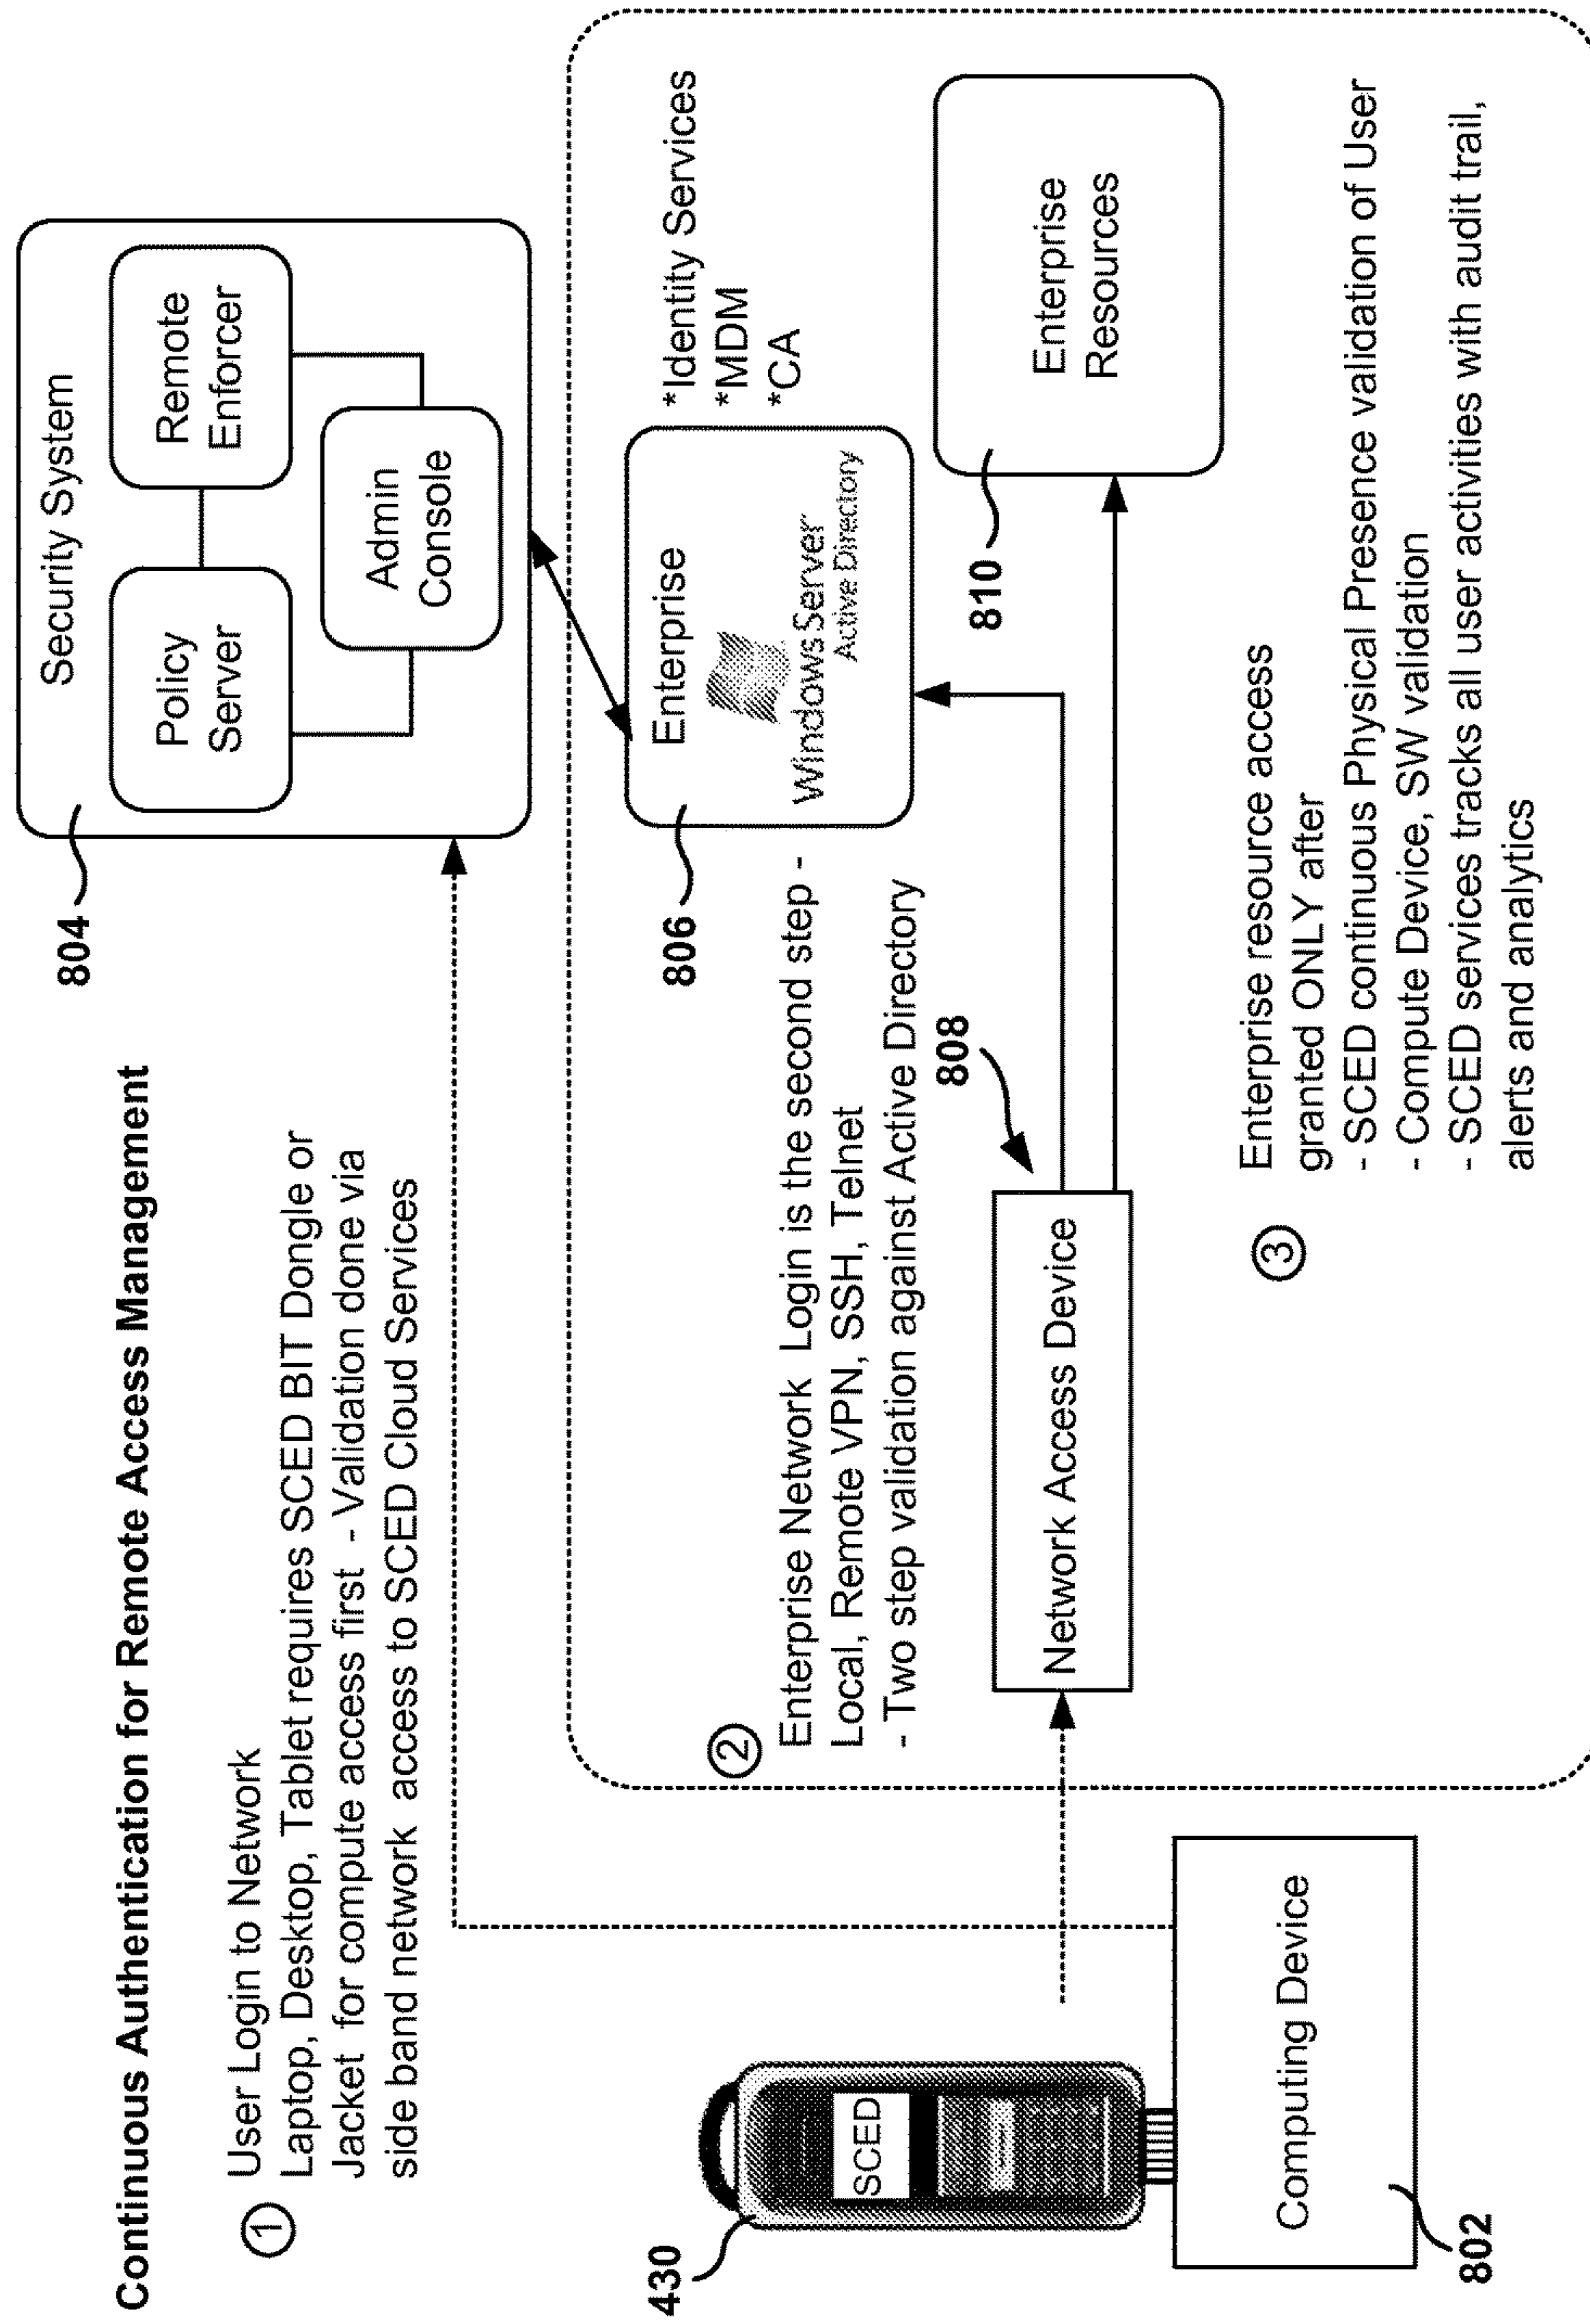 Continuous Authentication for Remote Access Management
1
User Login to Network
Laptop, Desktop, Tablet requires SCED BIT Dongle or
Jacket for compute access first - Validation done via
side band network access to SCED Cloud Services
804
Security System
Policy
Server
Remote
Enforcer
Admin
Console
430
SCED
Computing Device
802
2
Enterprise Network Login is the second step -
Local, Remote VPN, SSH, Telnet
- Two step validation against Active Directory
806
Enterprise
Windows Server
Active Directory
*Identity Services
*MDM
*CA
808
Network Access Device
810
Enterprise
Resources
3
Enterprise resource access
granted ONLY after
- SCED continuous Physical Presence validation of User
- Compute Device, SW validation
- SCED services tracks all user activities with audit trail,
alerts and analytics